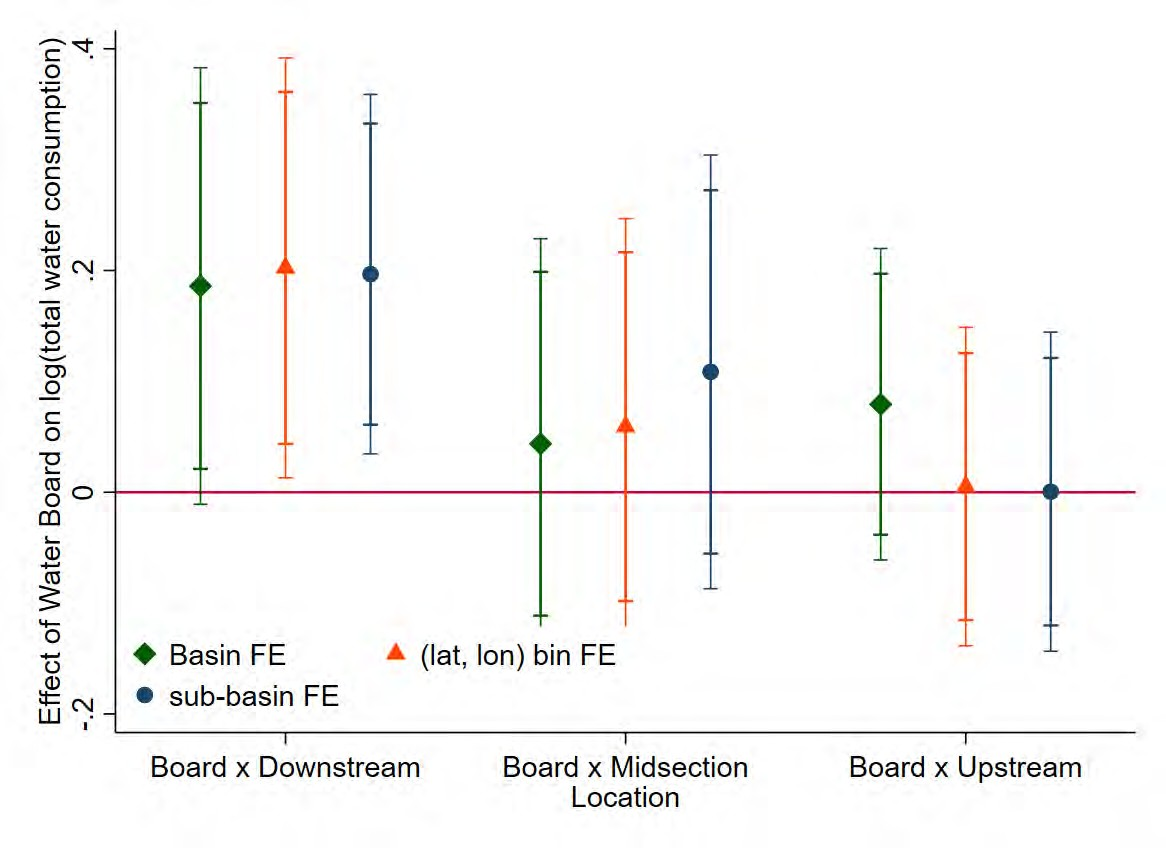 Effect of Water Board on log(total water consumption)
.4
.2
0
-.2
Basin FE
(lat, lon) bin FE
sub-basin FE
Board x Downstream
Board x Midsection
Board x Upstream
Location